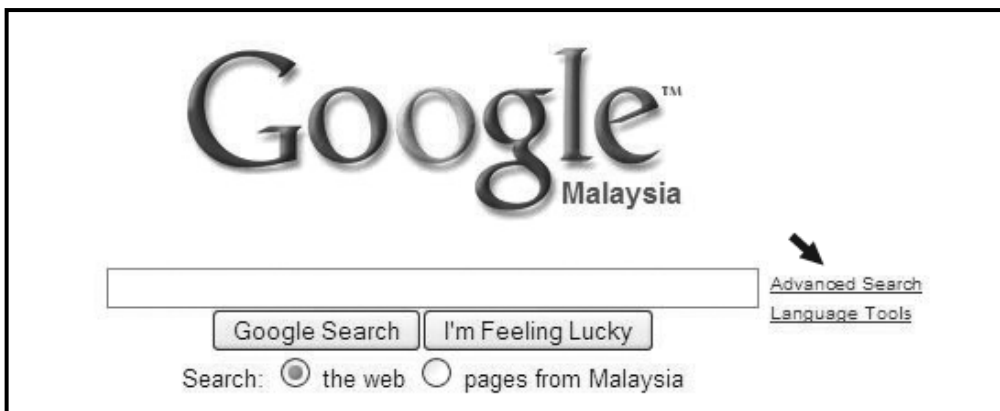 Google™
Malaysia
Advanced Search
Language Tools
Google Search I'm Feeling Lucky
Search: the web pages from Malaysia